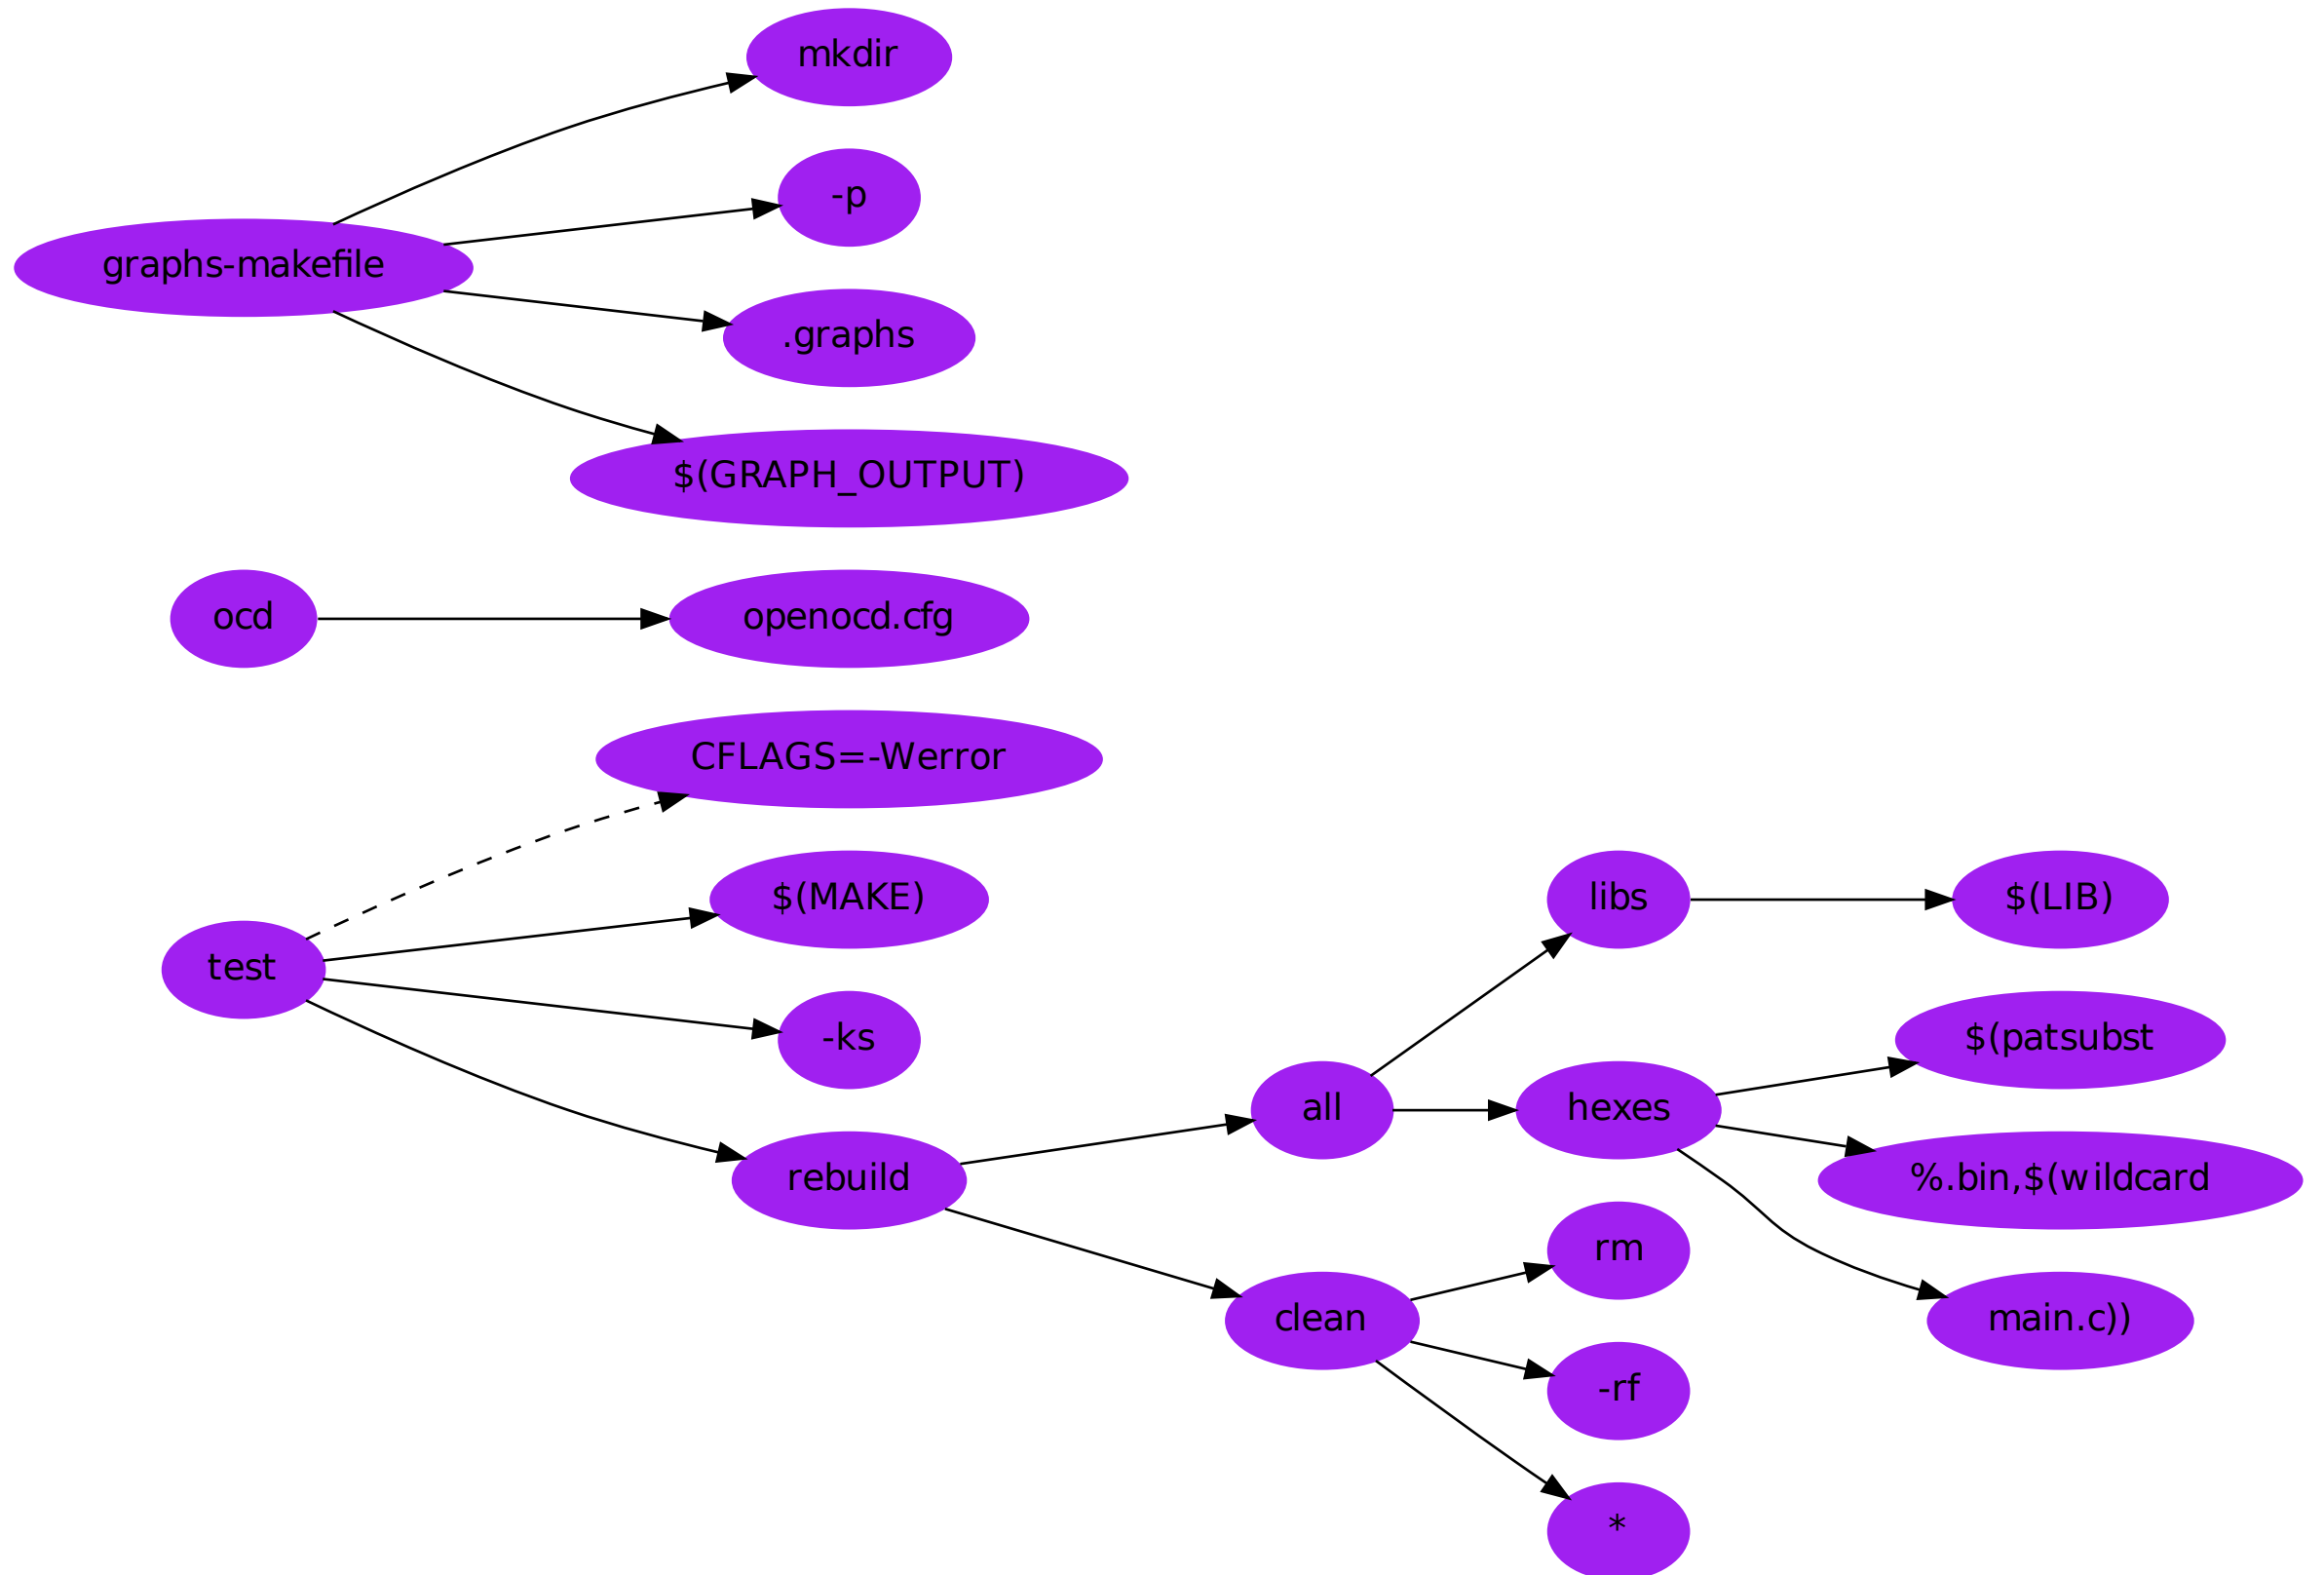 mkdir
-p
graphs-makefile
.graphs
$(GRAPH_OUTPUT)
ocd
openocd.cfg
CFLAGS=-Werror
$(MAKE)
libs
$(LIB)
test
-ks
$(patsubst
all
hexes
rebuild
%.bin,$(wildcard
rm
clean
main.c))
-rf
*